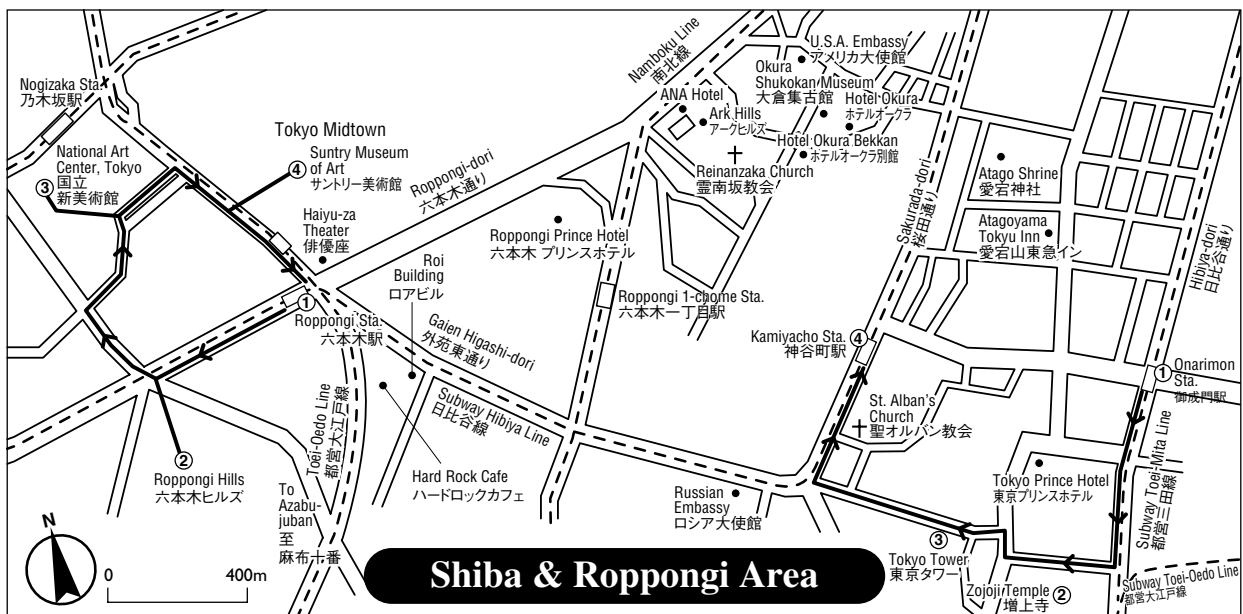 Nogizaka Sta.
乃木坂駅
National Art
Center, Tokyo
国立
新美術館
③
Tokyo Midtown
④
Suntry Museum
of Art
サントリー美術館
Haiyu-za
Theater
俳優座
Roppongi-dori
六本木通り
Namboku Line
南北線
U.S.A. Embassy
アメリカ大使館
Okura
Shukokan Museum
大倉集古館
ANA Hotel
Ark Hills
アークヒルズ
Hotel Okura
ホテルオークラ
Hotel Okura Bekkan
ホテルオークラ別館
Reinanzaka Church
霊南坂教会
Roppongi Prince Hotel
六本木 プリンスホテル
Roi
Building
ロアビル
①
Roppongi Sta.
六本木駅
Gaien Higashi-dori
外苑東通り
Roppongi 1-chome Sta.
六本木一丁目駅
Sakurada-dori
桜田通り
Atago Shrine
愛宕神社
Atagoyama
Tokyu Inn
愛宕山東急イン
Hibiya-dori
日比谷通り
Kamiyacho Sta. ④
神谷町駅
① Onarimon
Sta.
御成門駅
St. Alban's
Church
聖オルバン教会
②
Roppongi Hills
六本木ヒルズ
Toei-Oedo Line
都営大江戸線
Subway Hibiya Line
日比谷線
Hard Rock Cafe
ハードロックカフェ
To
Azabu-
juban
至
麻布十番
Russian
Embassy
ロシア大使館
Tokyo Prince Hotel
東京プリンスホテル
Subway Toei-Mita Line
都営三田線
③
Tokyo Tower
東京タワー
Zojoji Temple ②
増上寺
Subway Toei-Oedo Line
都営大江戸線
N
0 400m
Shiba & Roppongi Area